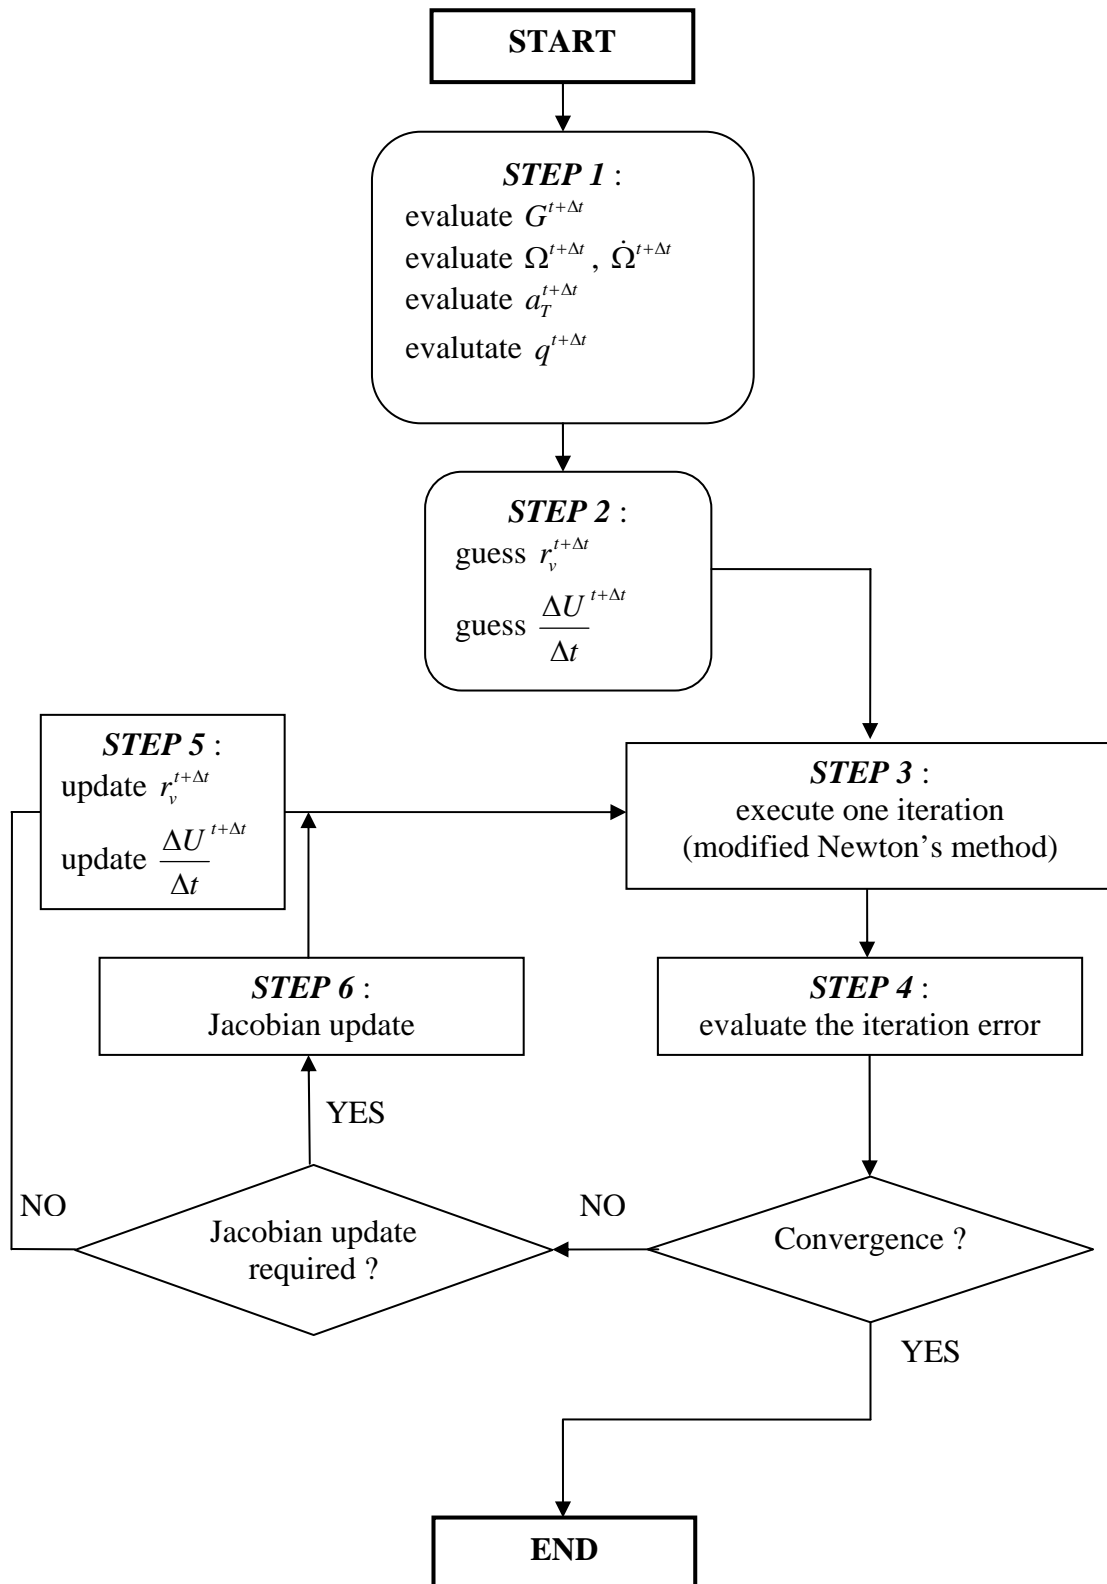 START
STEP 1 :
evaluate G^{t+Δt}
evaluate Ω^{t+Δt} , Ω̇^{t+Δt}
evaluate a_T^{t+Δt}
evalutate q^{t+Δt}
STEP 2 :
guess r_v^{t+Δt}
guess ΔU/Δt^{t+Δt}
STEP 3 :
execute one iteration
(modified Newton’s method)
STEP 5 :
update r_v^{t+Δt}
update ΔU/Δt^{t+Δt}
STEP 6 :
Jacobian update
STEP 4 :
evaluate the iteration error
YES
NO
Jacobian update
required ?
NO
Convergence ?
YES
END